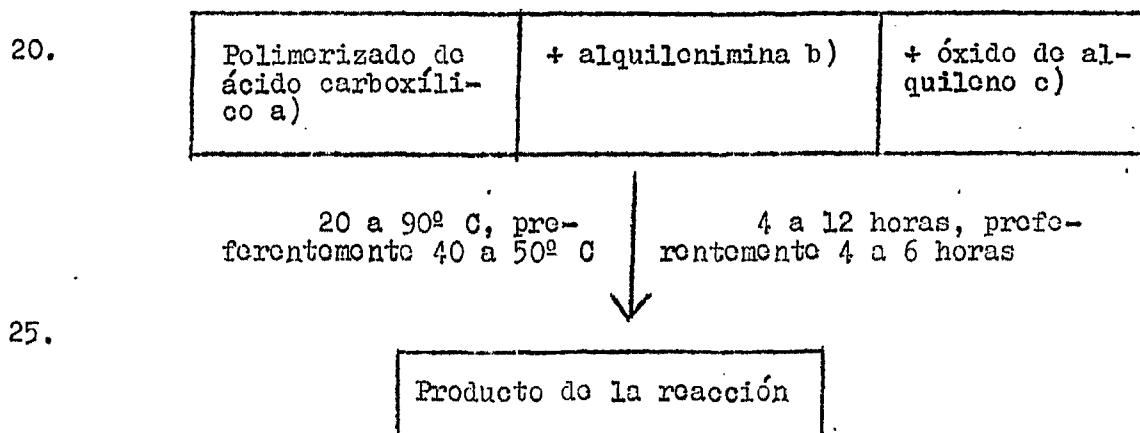 20.
Polimerizado de
ácido carboxíli-
co a)
+ alquilenimina b)
+ óxido de al-
quileno c)
20 a 90º C, pre-
ferentemente 40 a 50º C
4 a 12 horas, prefe-
rentemente 4 a 6 horas
25.
Producto de la reacción